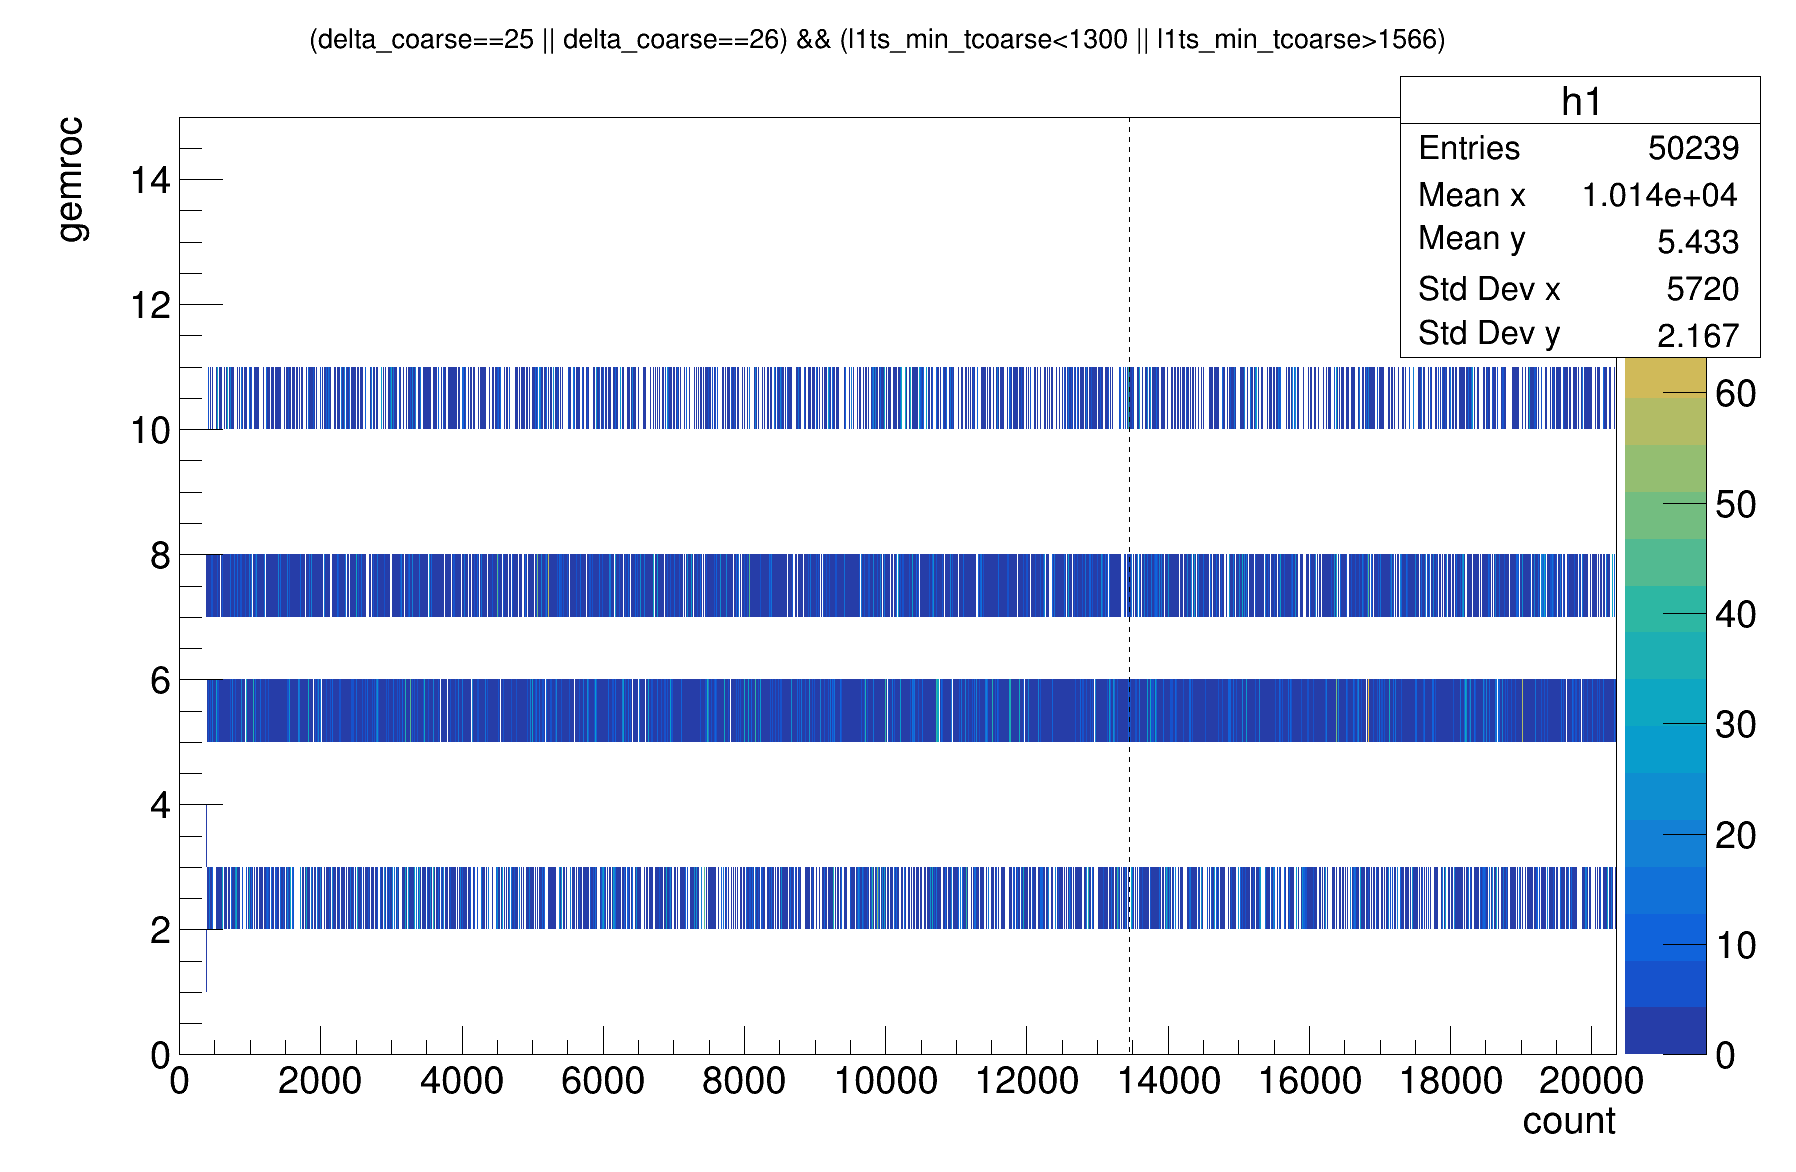 (delta_coarse==25 || delta_coarse==26) && (l1ts_min_tcoarse<1300 || l1ts_min_tcoarse>1566)
h1
Entries 50239
Mean x 1.014e+04
Mean y 5.433
Std Dev x 5720
Std Dev y 2.167
gemroc
14
12
10
8
6
4
2
0
60
50
40
30
20
10
0
0 2000 4000 6000 8000 10000 12000 14000 16000 18000 20000
count